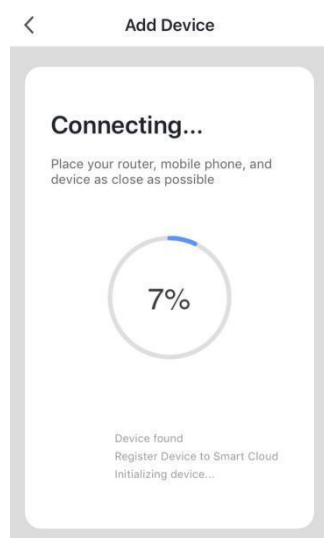 Add Device
Connecting...
Place your router, mobile phone, and
device as close as possible
7%
Device found
Register Device to Smart Cloud
Initializing device...